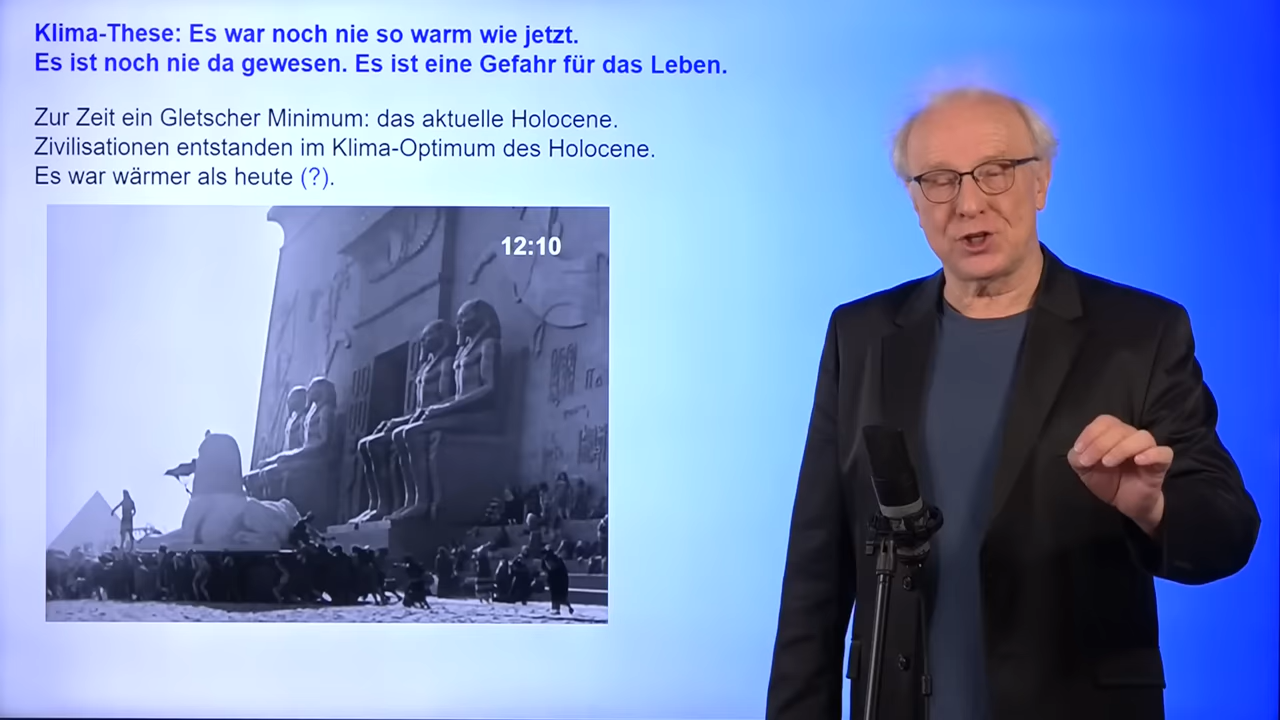 Klima-These: Es war noch nie so warm wie jetzt.
Es ist noch nie da gewesen. Es ist eine Gefahr für das Leben.
Zur Zeit ein Gletscher Minimum: das aktuelle Holocene.
Zivilisationen entstanden im Klima-Optimum des Holocene.
Es war wärmer als heute (?).
12:10